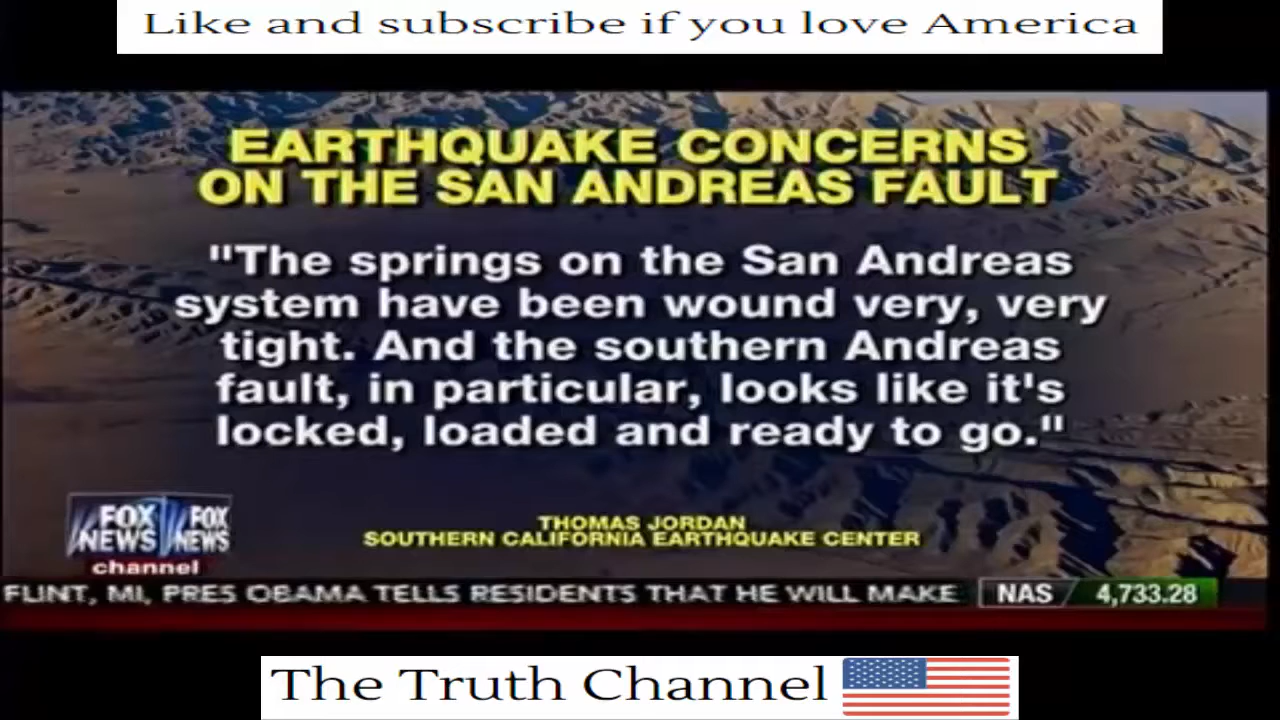 Like and subscribe if you love America
EARTHQUAKE CONCERNS
ON THE SAN ANDREAS FAULT
"The springs on the San Andreas
system have been wound very, very
tight. And the southern Andreas
fault, in particular, looks like it's
locked, loaded and ready to go."
FOX NEWS FOX NEWS
channel
THOMAS JORDAN
SOUTHERN CALIFORNIA EARTHQUAKE CENTER
FLINT, MI, PRES OBAMA TELLS RESIDENTS THAT HE WILL MAKE NAS 4,733.28
The Truth Channel